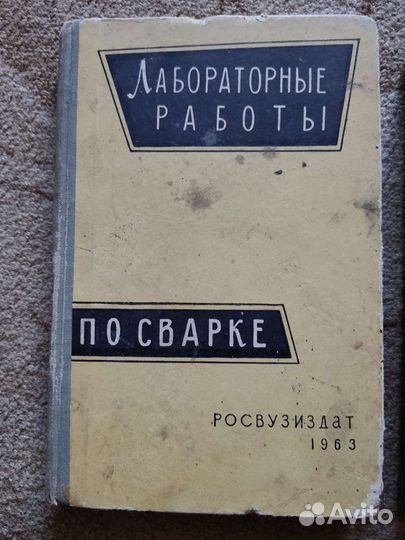 ЛАБОРАТОРНЫЕ
РАБОТЫ
ПО СВАРКЕ
РОСВУЗИЗДАТ
1963
Avito